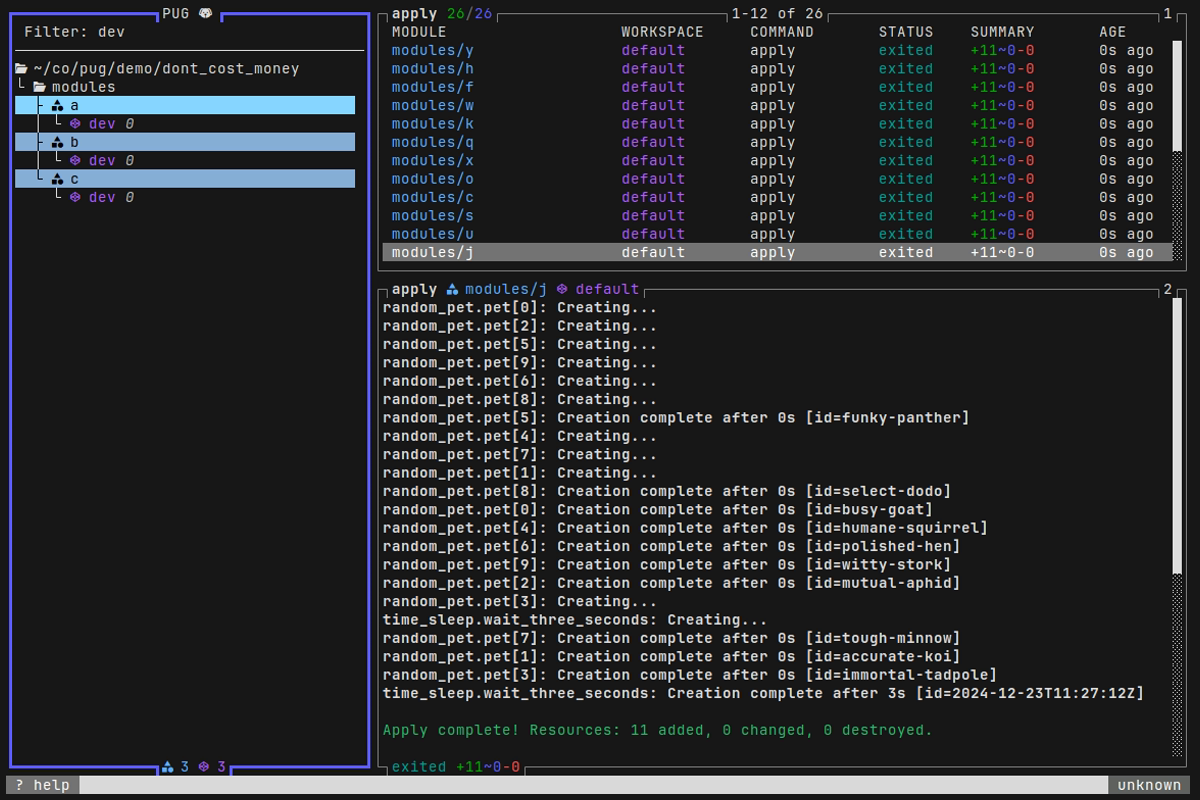 PUG
Filter: dev
~/co/pug/demo/dont_cost_money
modules
a
dev 0
b
dev 0
c
dev 0
3 3
apply 26/26 1-12 of 26 1
MODULE WORKSPACE COMMAND STATUS SUMMARY AGE
modules/y default apply exited +11~0-0 0s ago
modules/h default apply exited +11~0-0 0s ago
modules/f default apply exited +11~0-0 0s ago
modules/w default apply exited +11~0-0 0s ago
modules/k default apply exited +11~0-0 0s ago
modules/q default apply exited +11~0-0 0s ago
modules/x default apply exited +11~0-0 0s ago
modules/o default apply exited +11~0-0 0s ago
modules/c default apply exited +11~0-0 0s ago
modules/s default apply exited +11~0-0 0s ago
modules/u default apply exited +11~0-0 0s ago
modules/j default apply exited +11~0-0 0s ago
apply modules/j default 2
random_pet.pet[0]: Creating...
random_pet.pet[2]: Creating...
random_pet.pet[5]: Creating...
random_pet.pet[9]: Creating...
random_pet.pet[6]: Creating...
random_pet.pet[8]: Creating...
random_pet.pet[5]: Creation complete after 0s [id=funky-panther]
random_pet.pet[4]: Creating...
random_pet.pet[7]: Creating...
random_pet.pet[1]: Creating...
random_pet.pet[8]: Creation complete after 0s [id=select-dodo]
random_pet.pet[0]: Creation complete after 0s [id=busy-goat]
random_pet.pet[4]: Creation complete after 0s [id=humane-squirrel]
random_pet.pet[6]: Creation complete after 0s [id=polished-hen]
random_pet.pet[9]: Creation complete after 0s [id=witty-stork]
random_pet.pet[2]: Creation complete after 0s [id=mutual-aphid]
random_pet.pet[3]: Creating...
time_sleep.wait_three_seconds: Creating...
random_pet.pet[7]: Creation complete after 0s [id=tough-minnow]
random_pet.pet[1]: Creation complete after 0s [id=accurate-koi]
random_pet.pet[3]: Creation complete after 0s [id=immortal-tadpole]
time_sleep.wait_three_seconds: Creation complete after 3s [id=2024-12-23T11:27:12Z]
Apply complete! Resources: 11 added, 0 changed, 0 destroyed.
exited +11~0-0
? help unknown